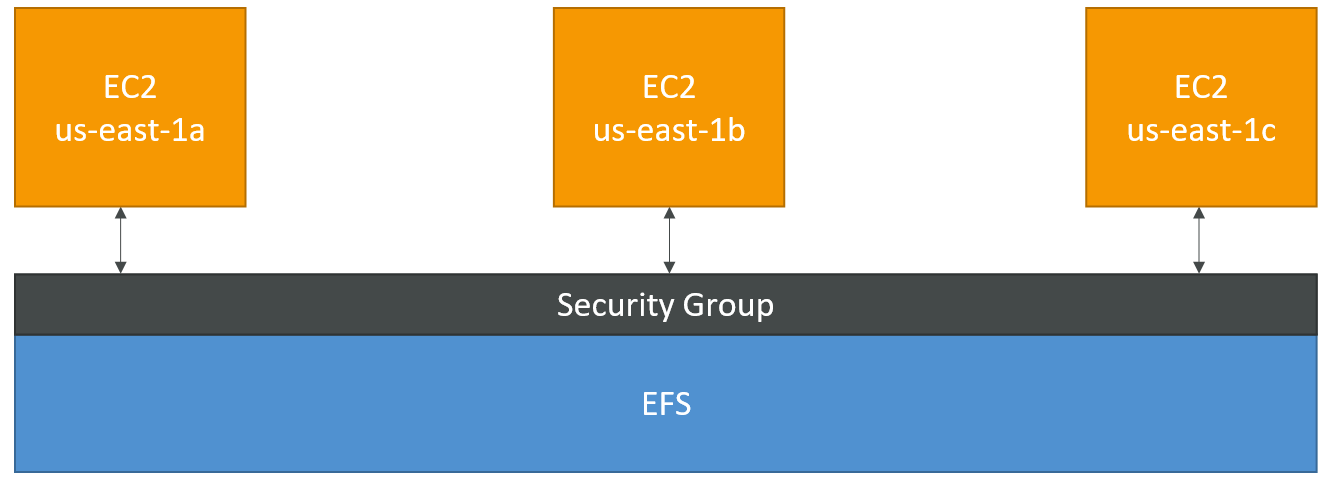 EC2
us-east-1a
EC2
us-east-1b
EC2
us-east-1c
Security Group
EFS